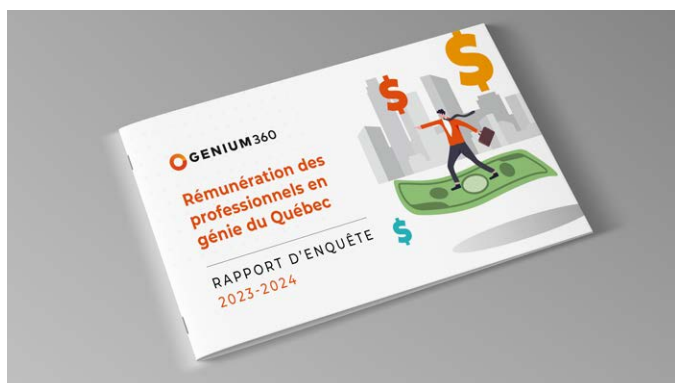 GENIUM360
Rémunération des
professionnels en
génie du Québec
RAPPORT D'ENQUÊTE
2023-2024